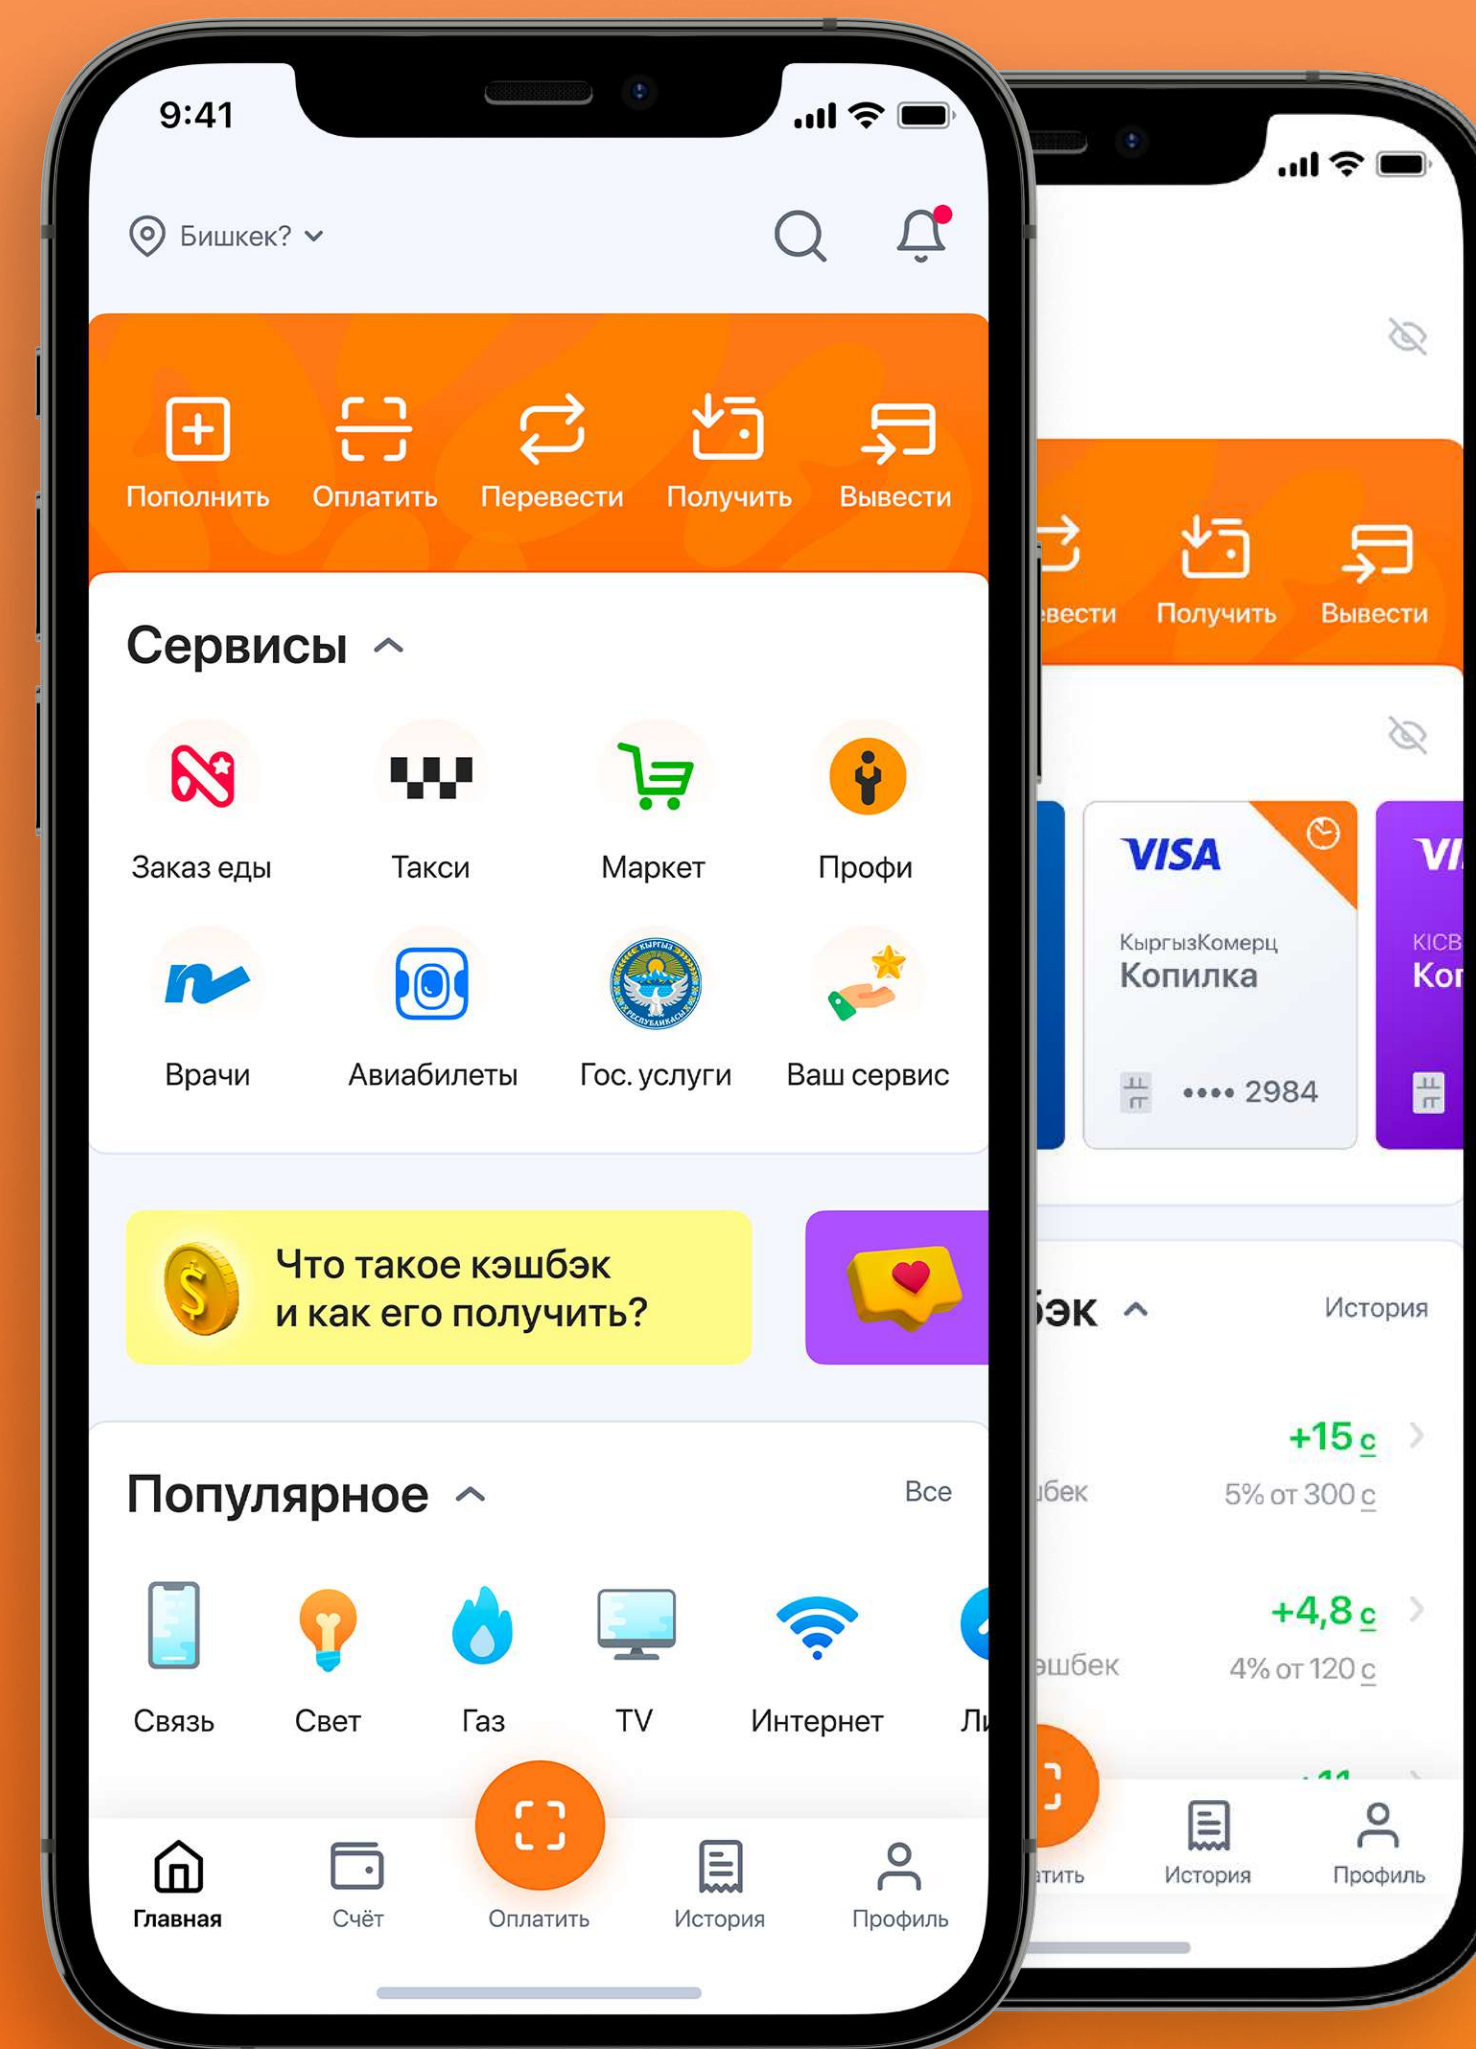 9:41
Бишкек?
Пополнить
Оплатить
Перевести
Получить
Вывести
Сервисы
Заказ еды
Такси
Маркет
Профи
Врачи
Авиабилеты
Гос. услуги
Ваш сервис
Что такое кэшбэк
и как его получить?
Популярное
Все
Связь
Свет
Газ
TV
Интернет
Главная
Счёт
Оплатить
История
Профиль
Получить
Вывести
VISA
КыргызКомерц
Копилка
•••• 2984
KICB
История
+15 с
5% от 300 с
+4,8 с
4% от 120 с
История
Профиль